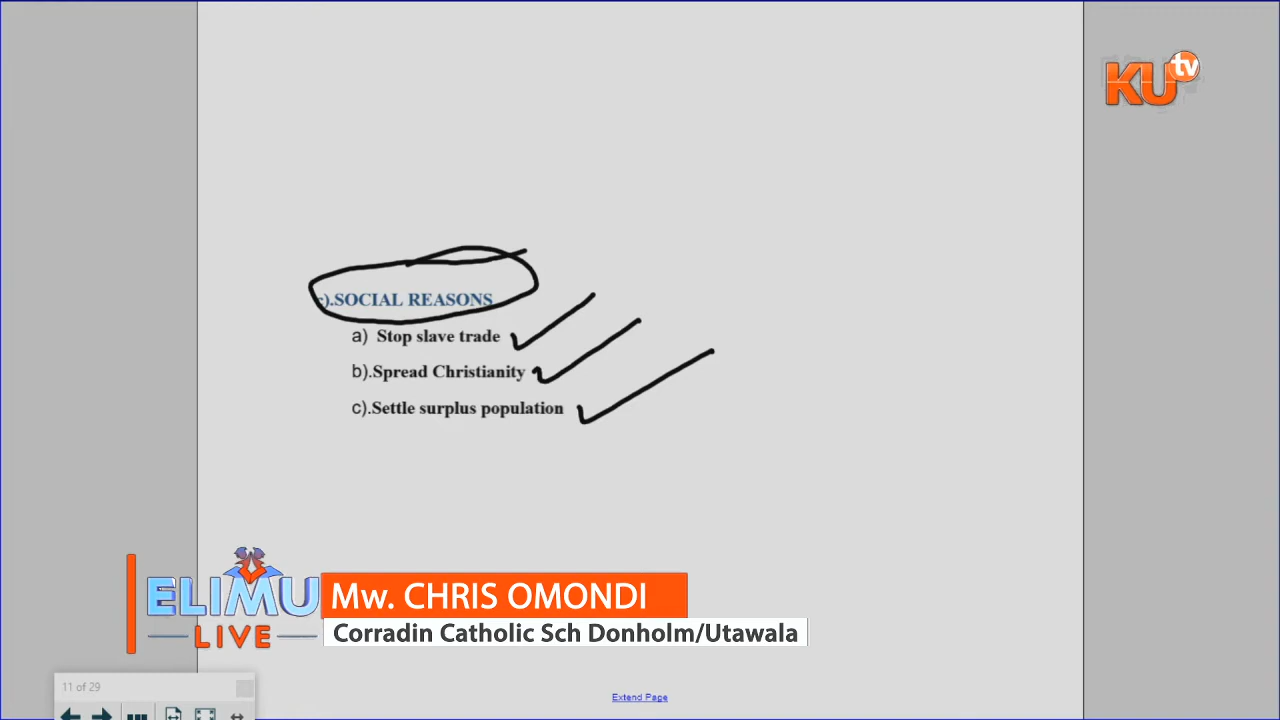 KU tv
c).SOCIAL REASONS
a) Stop slave trade
b).Spread Christianity
c).Settle surplus population
ELIMU
LIVE
Mw. CHRIS OMONDI
Corradin Catholic Sch Donholm/Utawala
11 of 29
Extend Page